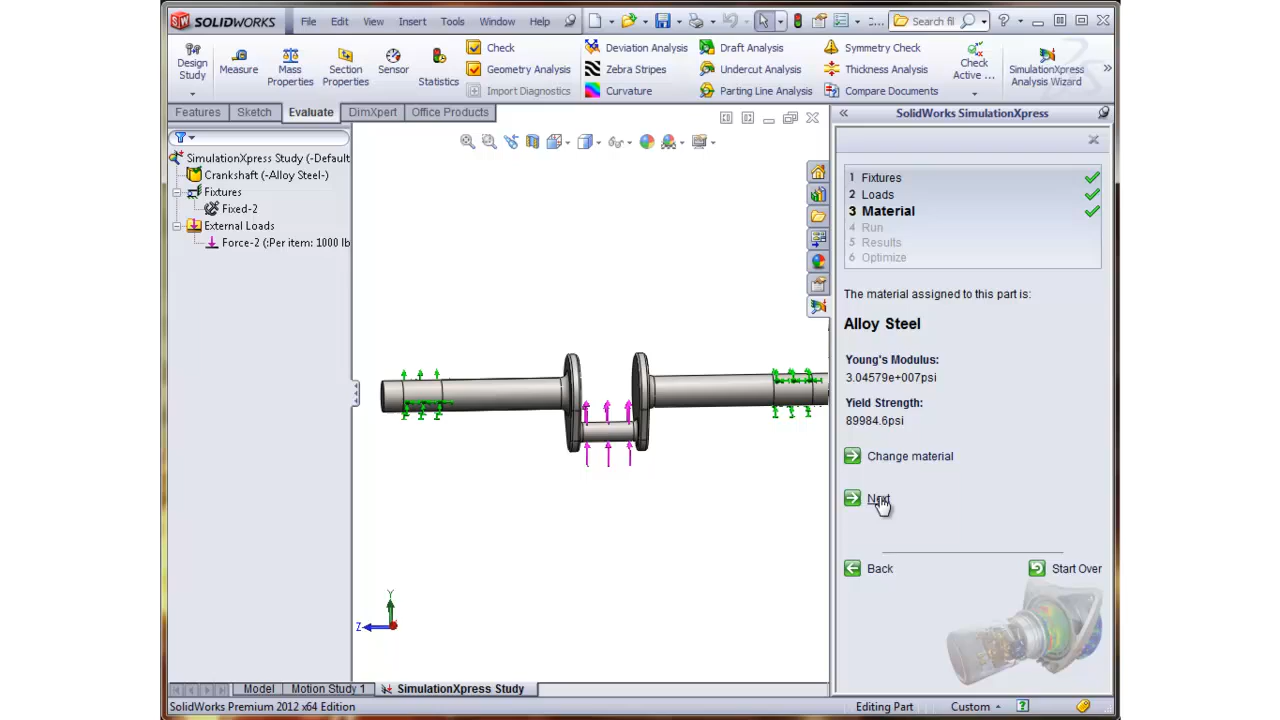 SW SOLIDWORKS File Edit View Insert Tools Window Help Search fil
Design Study
Measure
Mass Properties
Section Properties
Sensor
Statistics
Check
Geometry Analysis
Import Diagnostics
Deviation Analysis
Zebra Stripes
Curvature
Draft Analysis
Undercut Analysis
Parting Line Analysis
Symmetry Check
Thickness Analysis
Compare Documents
Check Active ...
SimulationXpress Analysis Wizard
Features Sketch Evaluate DimXpert Office Products
SimulationXpress Study (-Default
Crankshaft (-Alloy Steel-)
Fixtures
Fixed-2
External Loads
Force-2 (:Per item: 1000 lb
Y
Z
SolidWorks SimulationXpress
1 Fixtures
2 Loads
3 Material
4 Run
5 Results
6 Optimize
The material assigned to this part is:
Alloy Steel
Young's Modulus:
3.04579e+007psi
Yield Strength:
89984.6psi
Change material
Next
Back Start Over
Model Motion Study 1 SimulationXpress Study
SolidWorks Premium 2012 x64 Edition Editing Part Custom